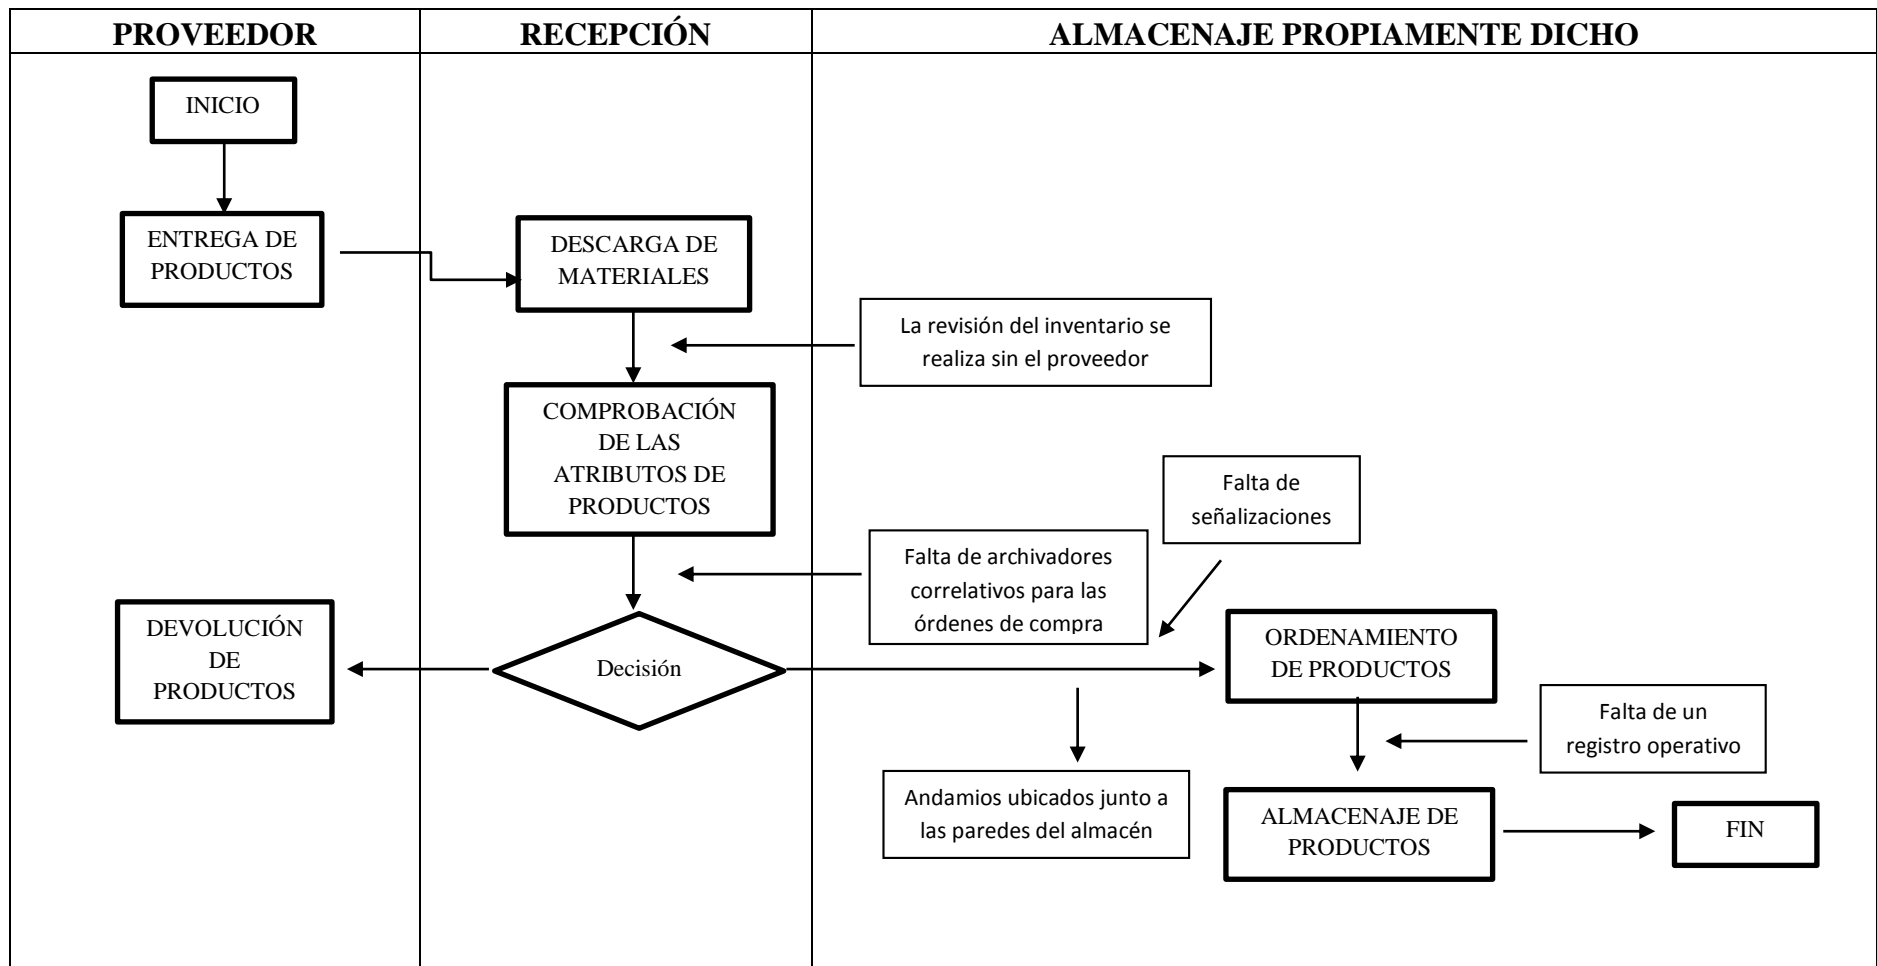 PROVEEDOR
RECEPCIÓN
ALMACENAJE PROPIAMENTE DICHO
INICIO
ENTREGA DE
PRODUCTOS
DESCARGA DE
MATERIALES
La revisión del inventario se
realiza sin el proveedor
COMPROBACIÓN
DE LAS
ATRIBUTOS DE
PRODUCTOS
Falta de
señalizaciones
Falta de archivadores
correlativos para las
órdenes de compra
DEVOLUCIÓN
DE
PRODUCTOS
Decisión
ORDENAMIENTO
DE PRODUCTOS
Falta de un
registro operativo
Andamios ubicados junto a
las paredes del almacén
ALMACENAJE DE
PRODUCTOS
FIN